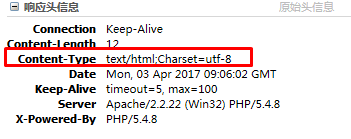 响应头信息 原始头信息
Connection Keep-Alive
Content-Length 12
Content-Type text/html;Charset=utf-8
Date Mon, 03 Apr 2017 09:06:02 GMT
Keep-Alive timeout=5, max=100
Server Apache/2.2.22 (Win32) PHP/5.4.8
X-Powered-By PHP/5.4.8